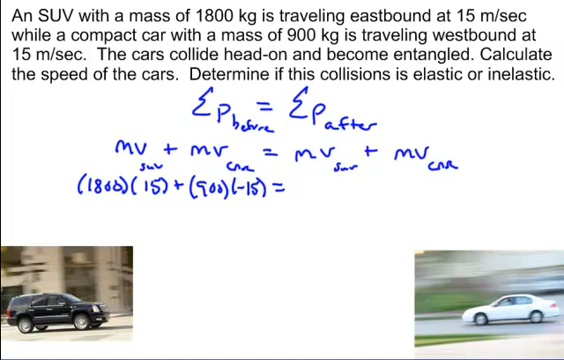 An SUV with a mass of 1800 kg is traveling eastbound at 15 m/sec
while a compact car with a mass of 900 kg is traveling westbound at
15 m/sec. The cars collide head-on and become entangled. Calculate
the speed of the cars. Determine if this collisions is elastic or inelastic.
Σp before = Σp after
mv suv + mv car = mv suv + mv car
(1800)(15) + (900)(-15) =